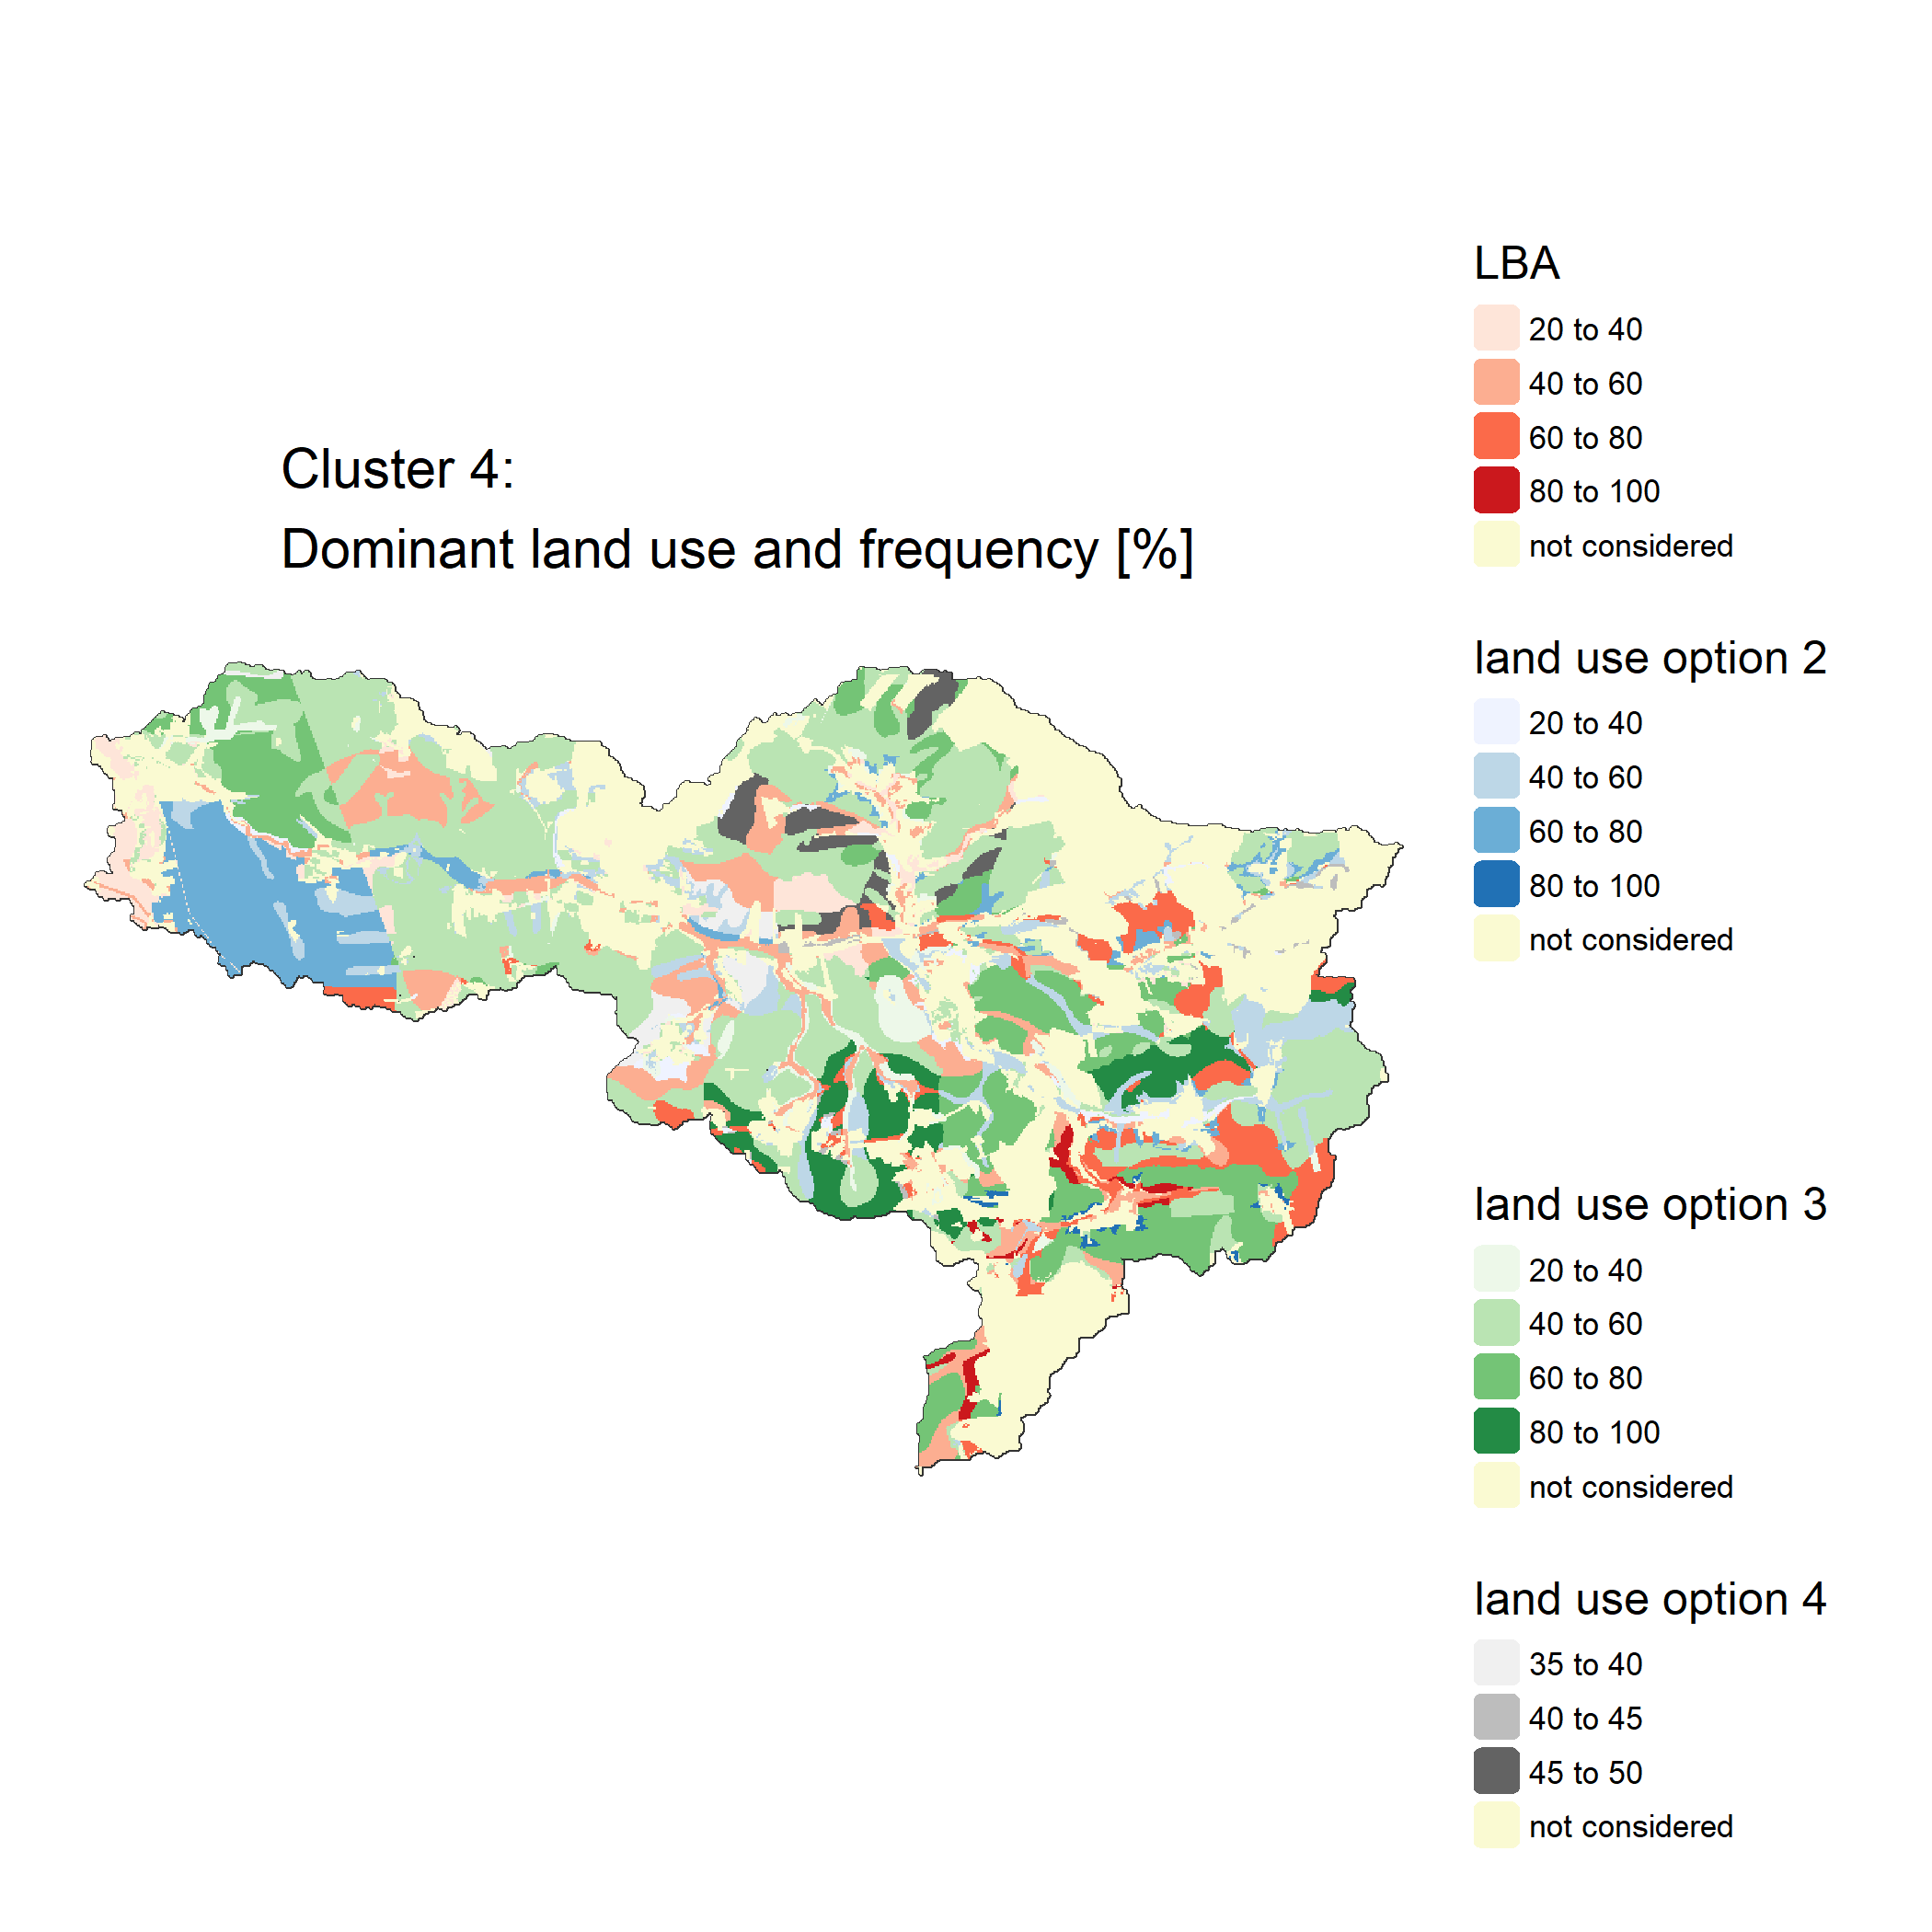 Cluster 4:
Dominant land use and frequency [%]
LBA
20 to 40
40 to 60
60 to 80
80 to 100
not considered
land use option 2
20 to 40
40 to 60
60 to 80
80 to 100
not considered
land use option 3
20 to 40
40 to 60
60 to 80
80 to 100
not considered
land use option 4
35 to 40
40 to 45
45 to 50
not considered